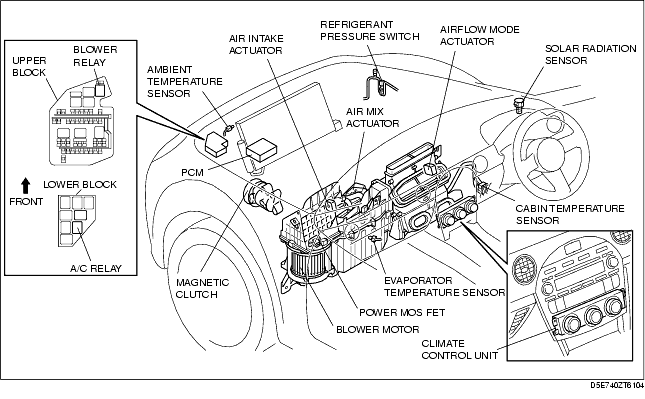 REFRIGERANT
PRESSURE SWITCH
AIRFLOW MODE
ACTUATOR
AIR INTAKE
ACTUATOR
SOLAR RADIATION
SENSOR
BLOWER
RELAY
UPPER
BLOCK
AMBIENT
TEMPERATURE
SENSOR
AIR MIX
ACTUATOR
PCM
LOWER BLOCK
FRONT
CABIN TEMPERATURE
SENSOR
A/C RELAY
MAGNETIC
CLUTCH
EVAPORATOR
TEMPERATURE SENSOR
POWER MOS FET
BLOWER MOTOR
CLIMATE
CONTROL UNIT
D5E740ZT6104